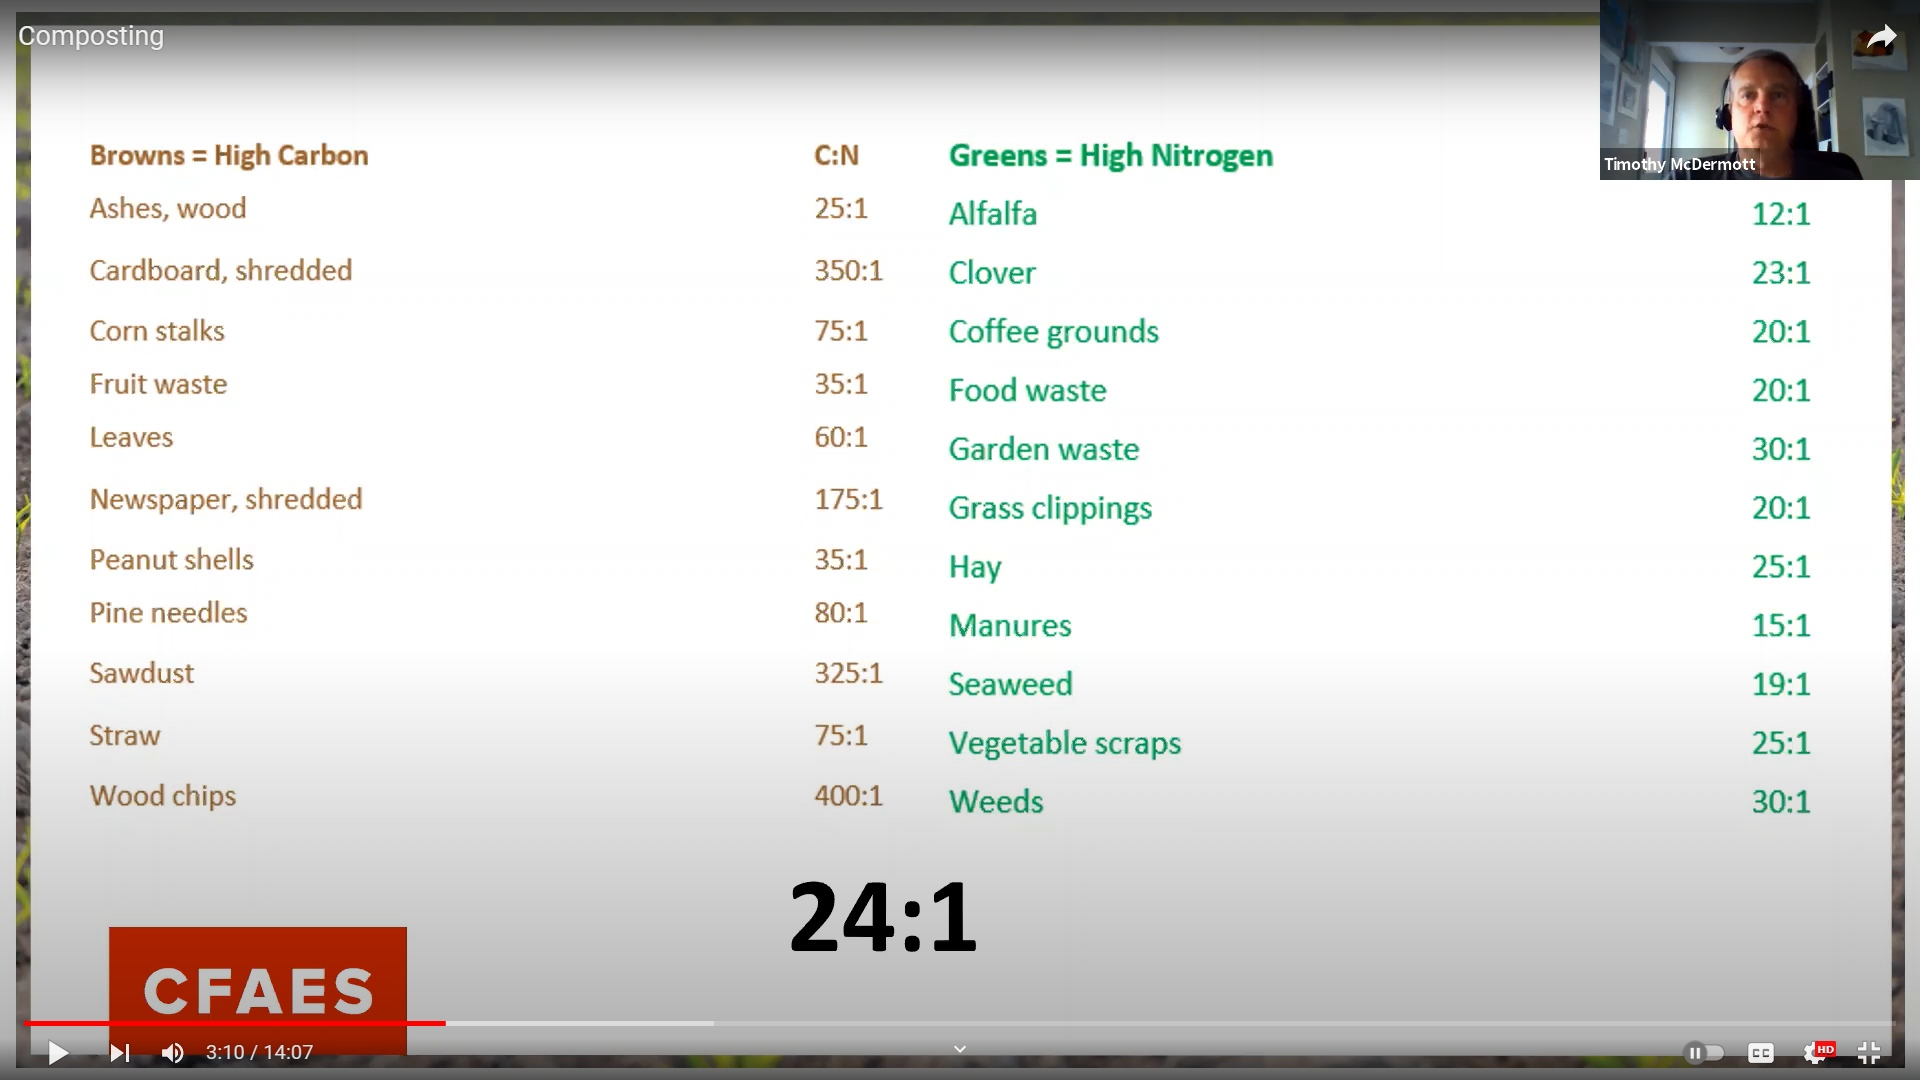 Composting
Timothy McDermott
Browns = High Carbon C:N
Ashes, wood 25:1
Cardboard, shredded 350:1
Corn stalks 75:1
Fruit waste 35:1
Leaves 60:1
Newspaper, shredded 175:1
Peanut shells 35:1
Pine needles 80:1
Sawdust 325:1
Straw 75:1
Wood chips 400:1
Greens = High Nitrogen
Alfalfa 12:1
Clover 23:1
Coffee grounds 20:1
Food waste 20:1
Garden waste 30:1
Grass clippings 20:1
Hay 25:1
Manures 15:1
Seaweed 19:1
Vegetable scraps 25:1
Weeds 30:1
24:1
CFAES
3:10 / 14:07
CC
HD